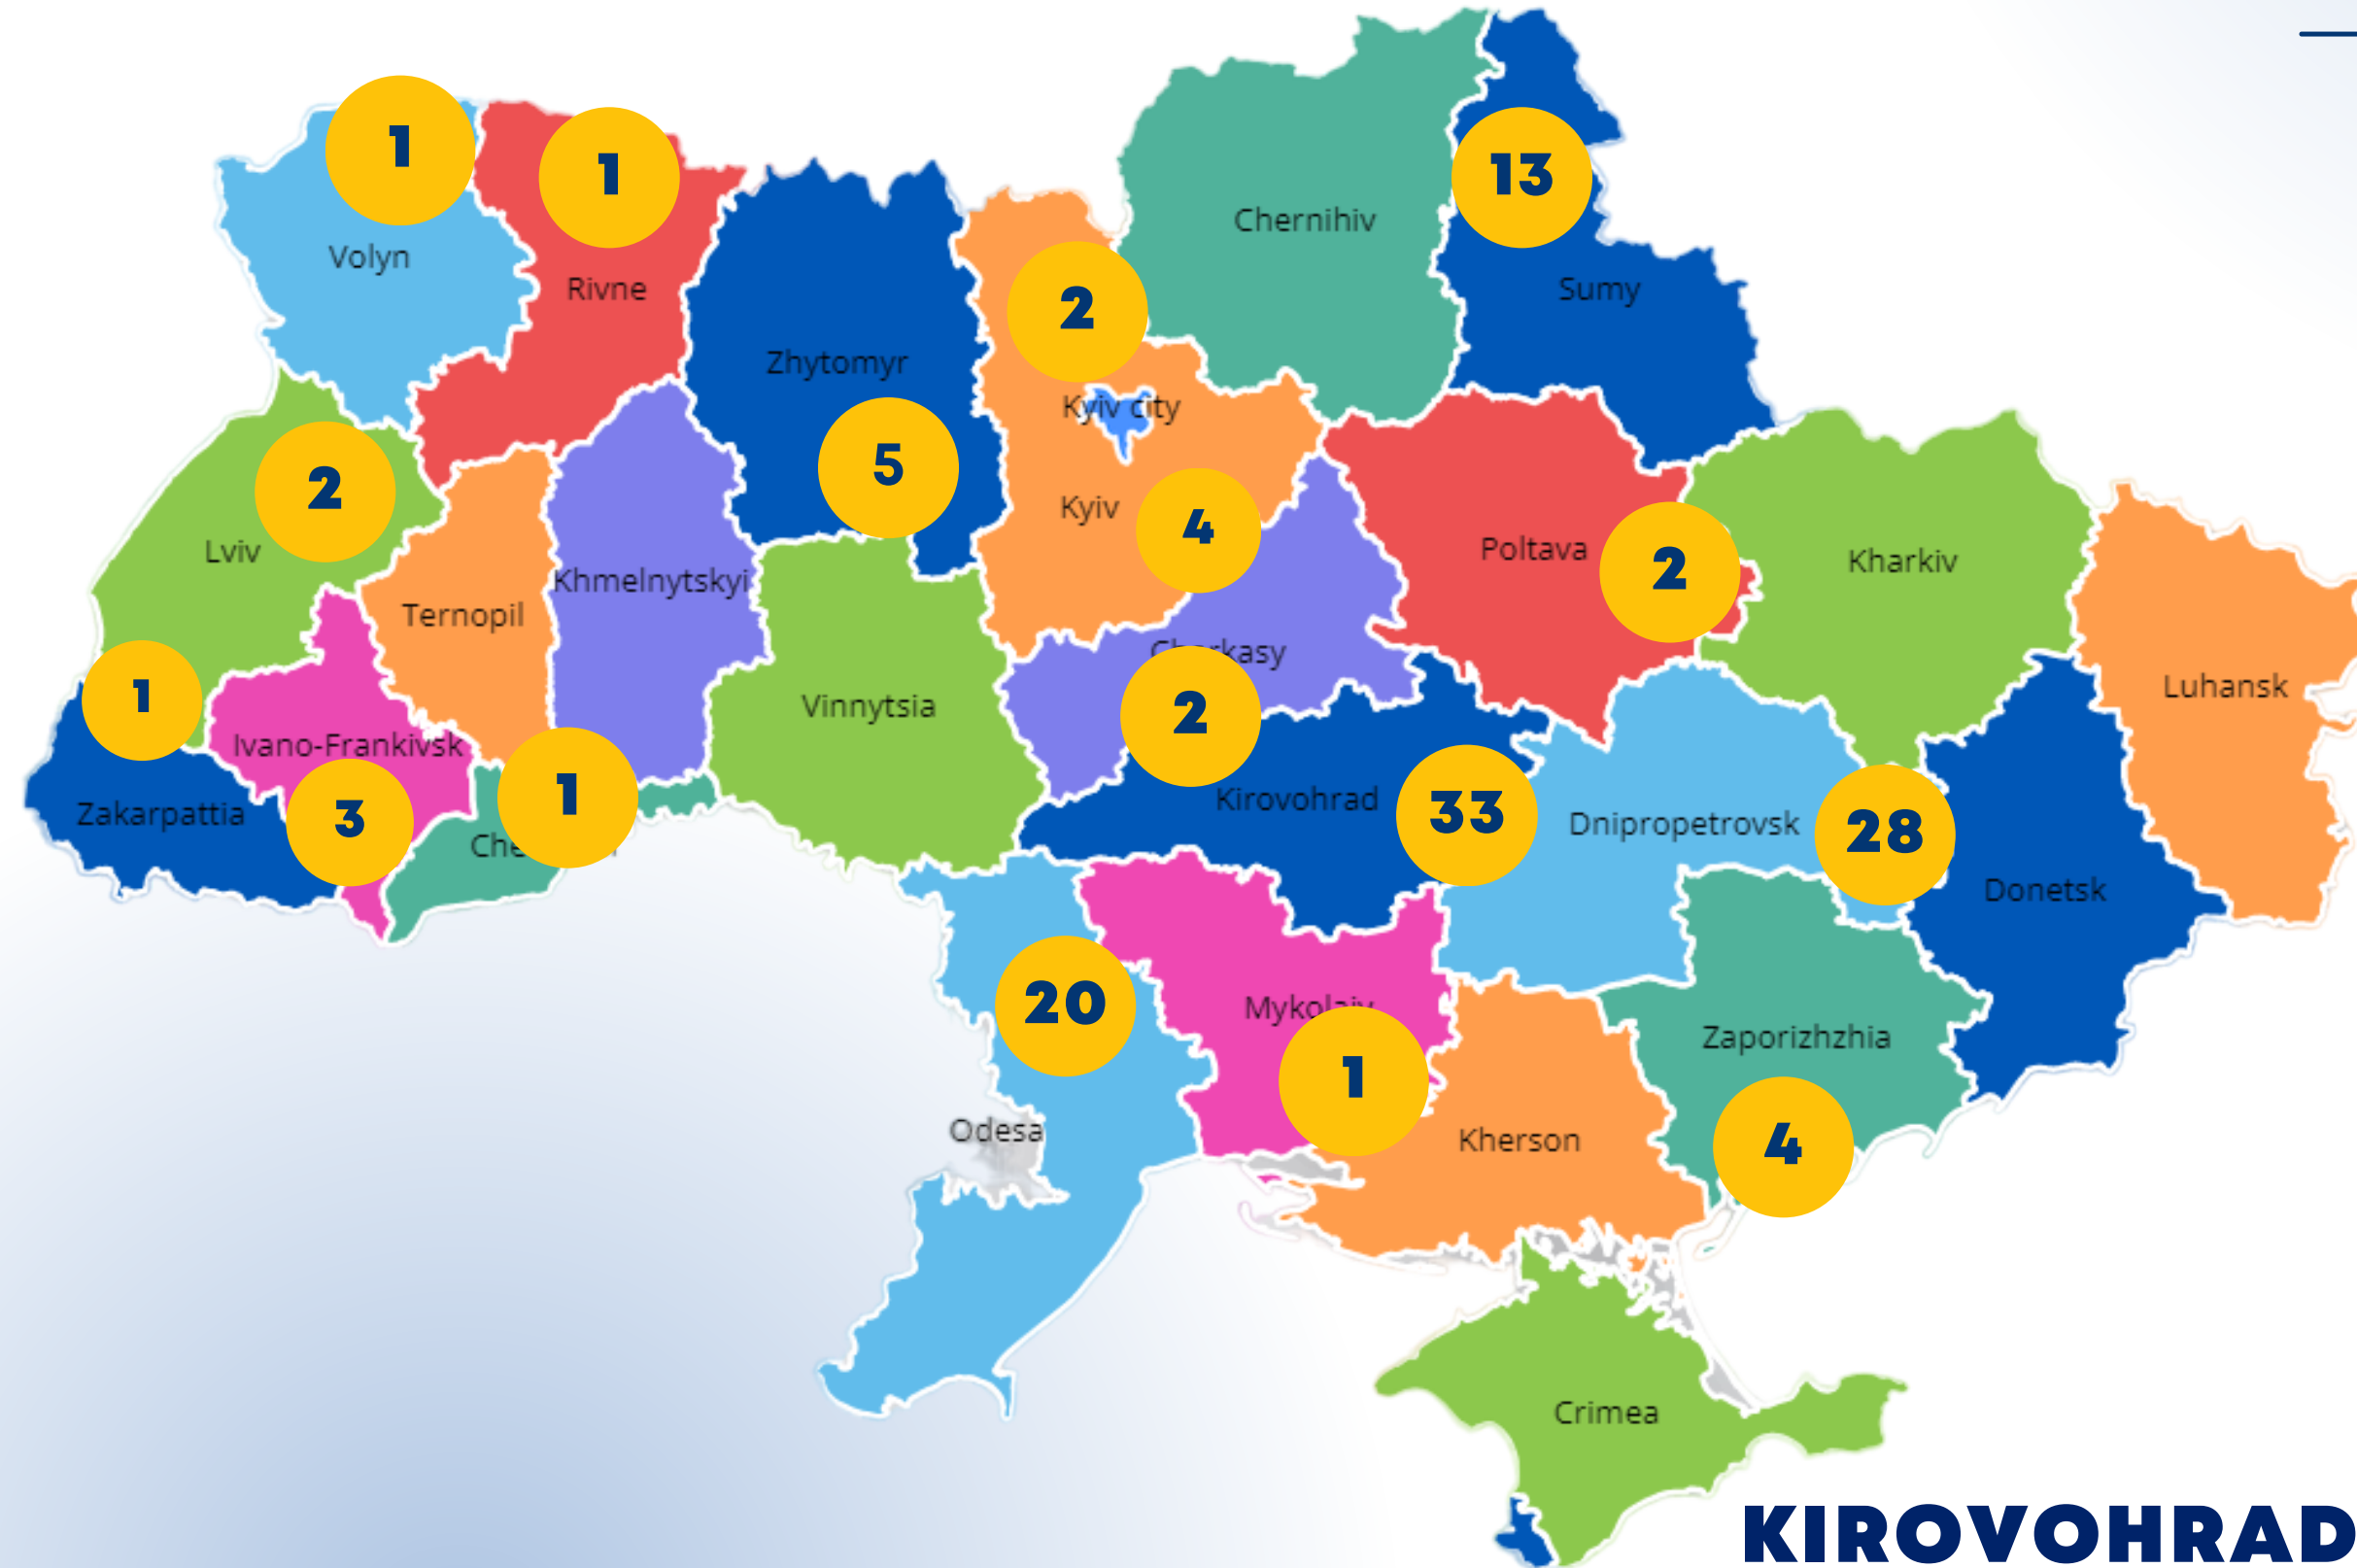 1
1
13
Chernihiv
Volyn
Rivne
Sumy
2
Zhytomyr
Kyiv city
5
2
Kyiv
4
Lviv
Poltava
2
Kharkiv
Khmelnytskyi
Ternopil
1
Luhansk
Vinnytsia
2
Ivano-Frankivsk
1
Kirovohrad
33
Zakarpattia
3
Dnipropetrovsk
28
Donetsk
20
Mykolaiv
Zaporizhzhia
1
Odesa
Kherson
4
Crimea
KIROVOHRAD